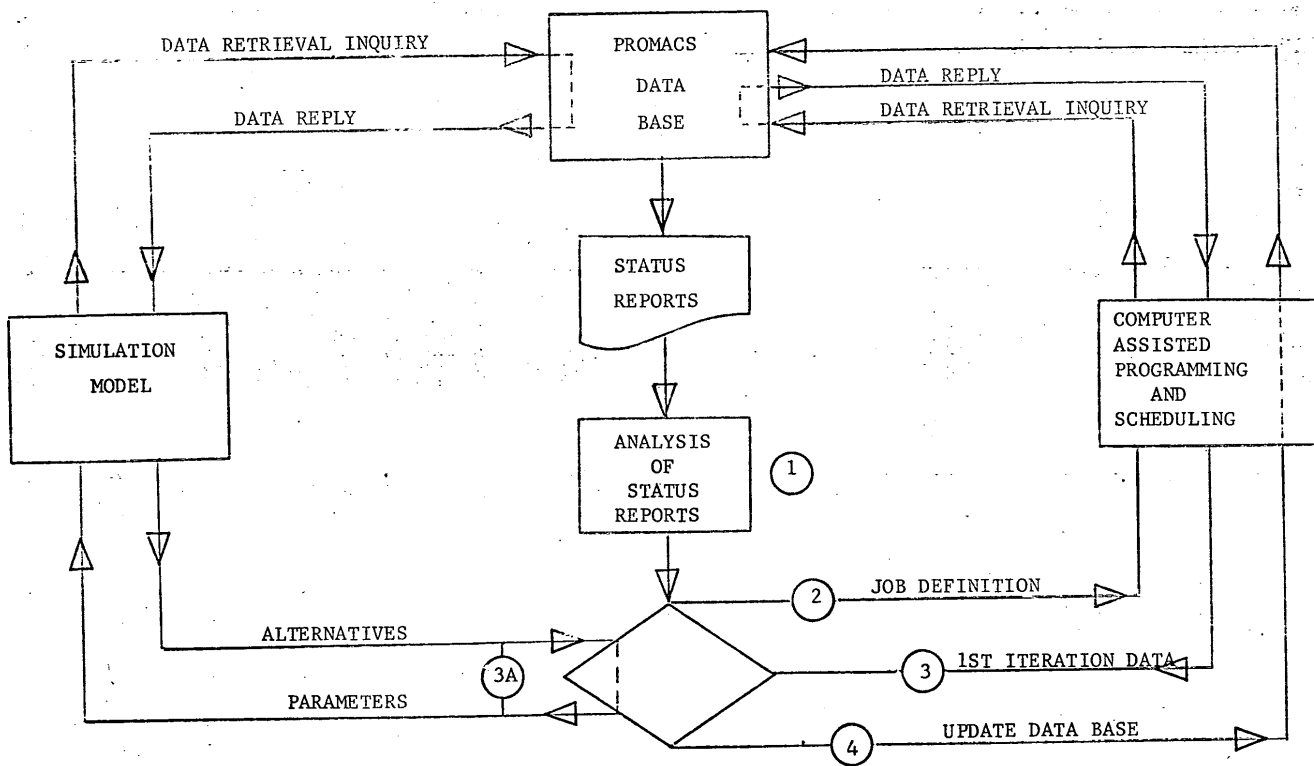 DATA RETRIEVAL INQUIRY
DATA REPLY
PROMACS
DATA
BASE
DATA REPLY
DATA RETRIEVAL INQUIRY
STATUS
REPORTS
SIMULATION
MODEL
COMPUTER
ASSISTED
PROGRAMMING
AND
SCHEDULING
ANALYSIS
OF
STATUS
REPORTS
1
2
JOB DEFINITION
ALTERNATIVES
3A
PARAMETERS
3
1ST ITERATION DATA
4
UPDATE DATA BASE